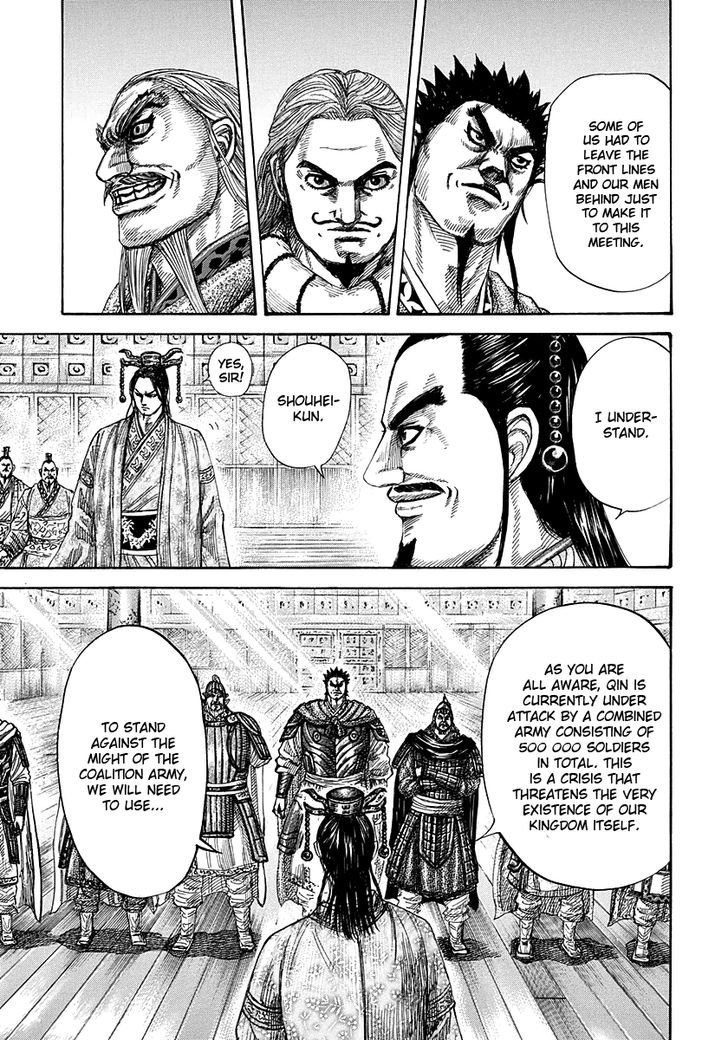 SOME OF
US HAD TO
LEAVE THE
FRONT LINES
AND OUR MEN
BEHIND JUST
TO MAKE IT
TO THIS
MEETING.
I UNDER-
STAND.
SHOUHEI-
KUN.
YES,
SIR!
AS YOU ARE
ALL AWARE, QIN IS
CURRENTLY UNDER
ATTACK BY A COMBINED
ARMY CONSISTING OF
500 000 SOLDIERS
IN TOTAL. THIS
IS A CRISIS THAT
THREATENS THE VERY
EXISTENCE OF OUR
KINGDOM ITSELF.
TO STAND
AGAINST THE
MIGHT OF THE
COALITION ARMY,
WE WILL NEED
TO USE...